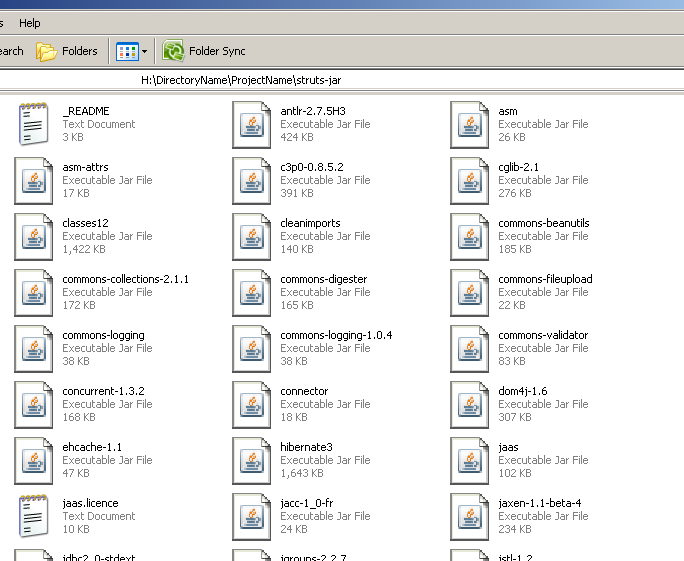 s Help
earch Folders Folder Sync
H:\DirectoryName\ProjectName\struts-jar
_README
Text Document
3 KB
antlr-2.7.5H3
Executable Jar File
424 KB
asm
Executable Jar File
26 KB
asm-attrs
Executable Jar File
17 KB
c3p0-0.8.5.2
Executable Jar File
391 KB
cglib-2.1
Executable Jar File
276 KB
classes12
Executable Jar File
1,422 KB
cleanimports
Executable Jar File
140 KB
commons-beanutils
Executable Jar File
185 KB
commons-collections-2.1.1
Executable Jar File
172 KB
commons-digester
Executable Jar File
165 KB
commons-fileupload
Executable Jar File
22 KB
commons-logging
Executable Jar File
38 KB
commons-logging-1.0.4
Executable Jar File
38 KB
commons-validator
Executable Jar File
83 KB
concurrent-1.3.2
Executable Jar File
168 KB
connector
Executable Jar File
18 KB
dom4j-1.6
Executable Jar File
307 KB
ehcache-1.1
Executable Jar File
47 KB
hibernate3
Executable Jar File
1,643 KB
jaas
Executable Jar File
102 KB
jaas.licence
Text Document
10 KB
jacc-1_0-fr
Executable Jar File
24 KB
jaxen-1.1-beta-4
Executable Jar File
234 KB
jdbc2_0-stdext
jgroups-2.2.7
jstl-1.2